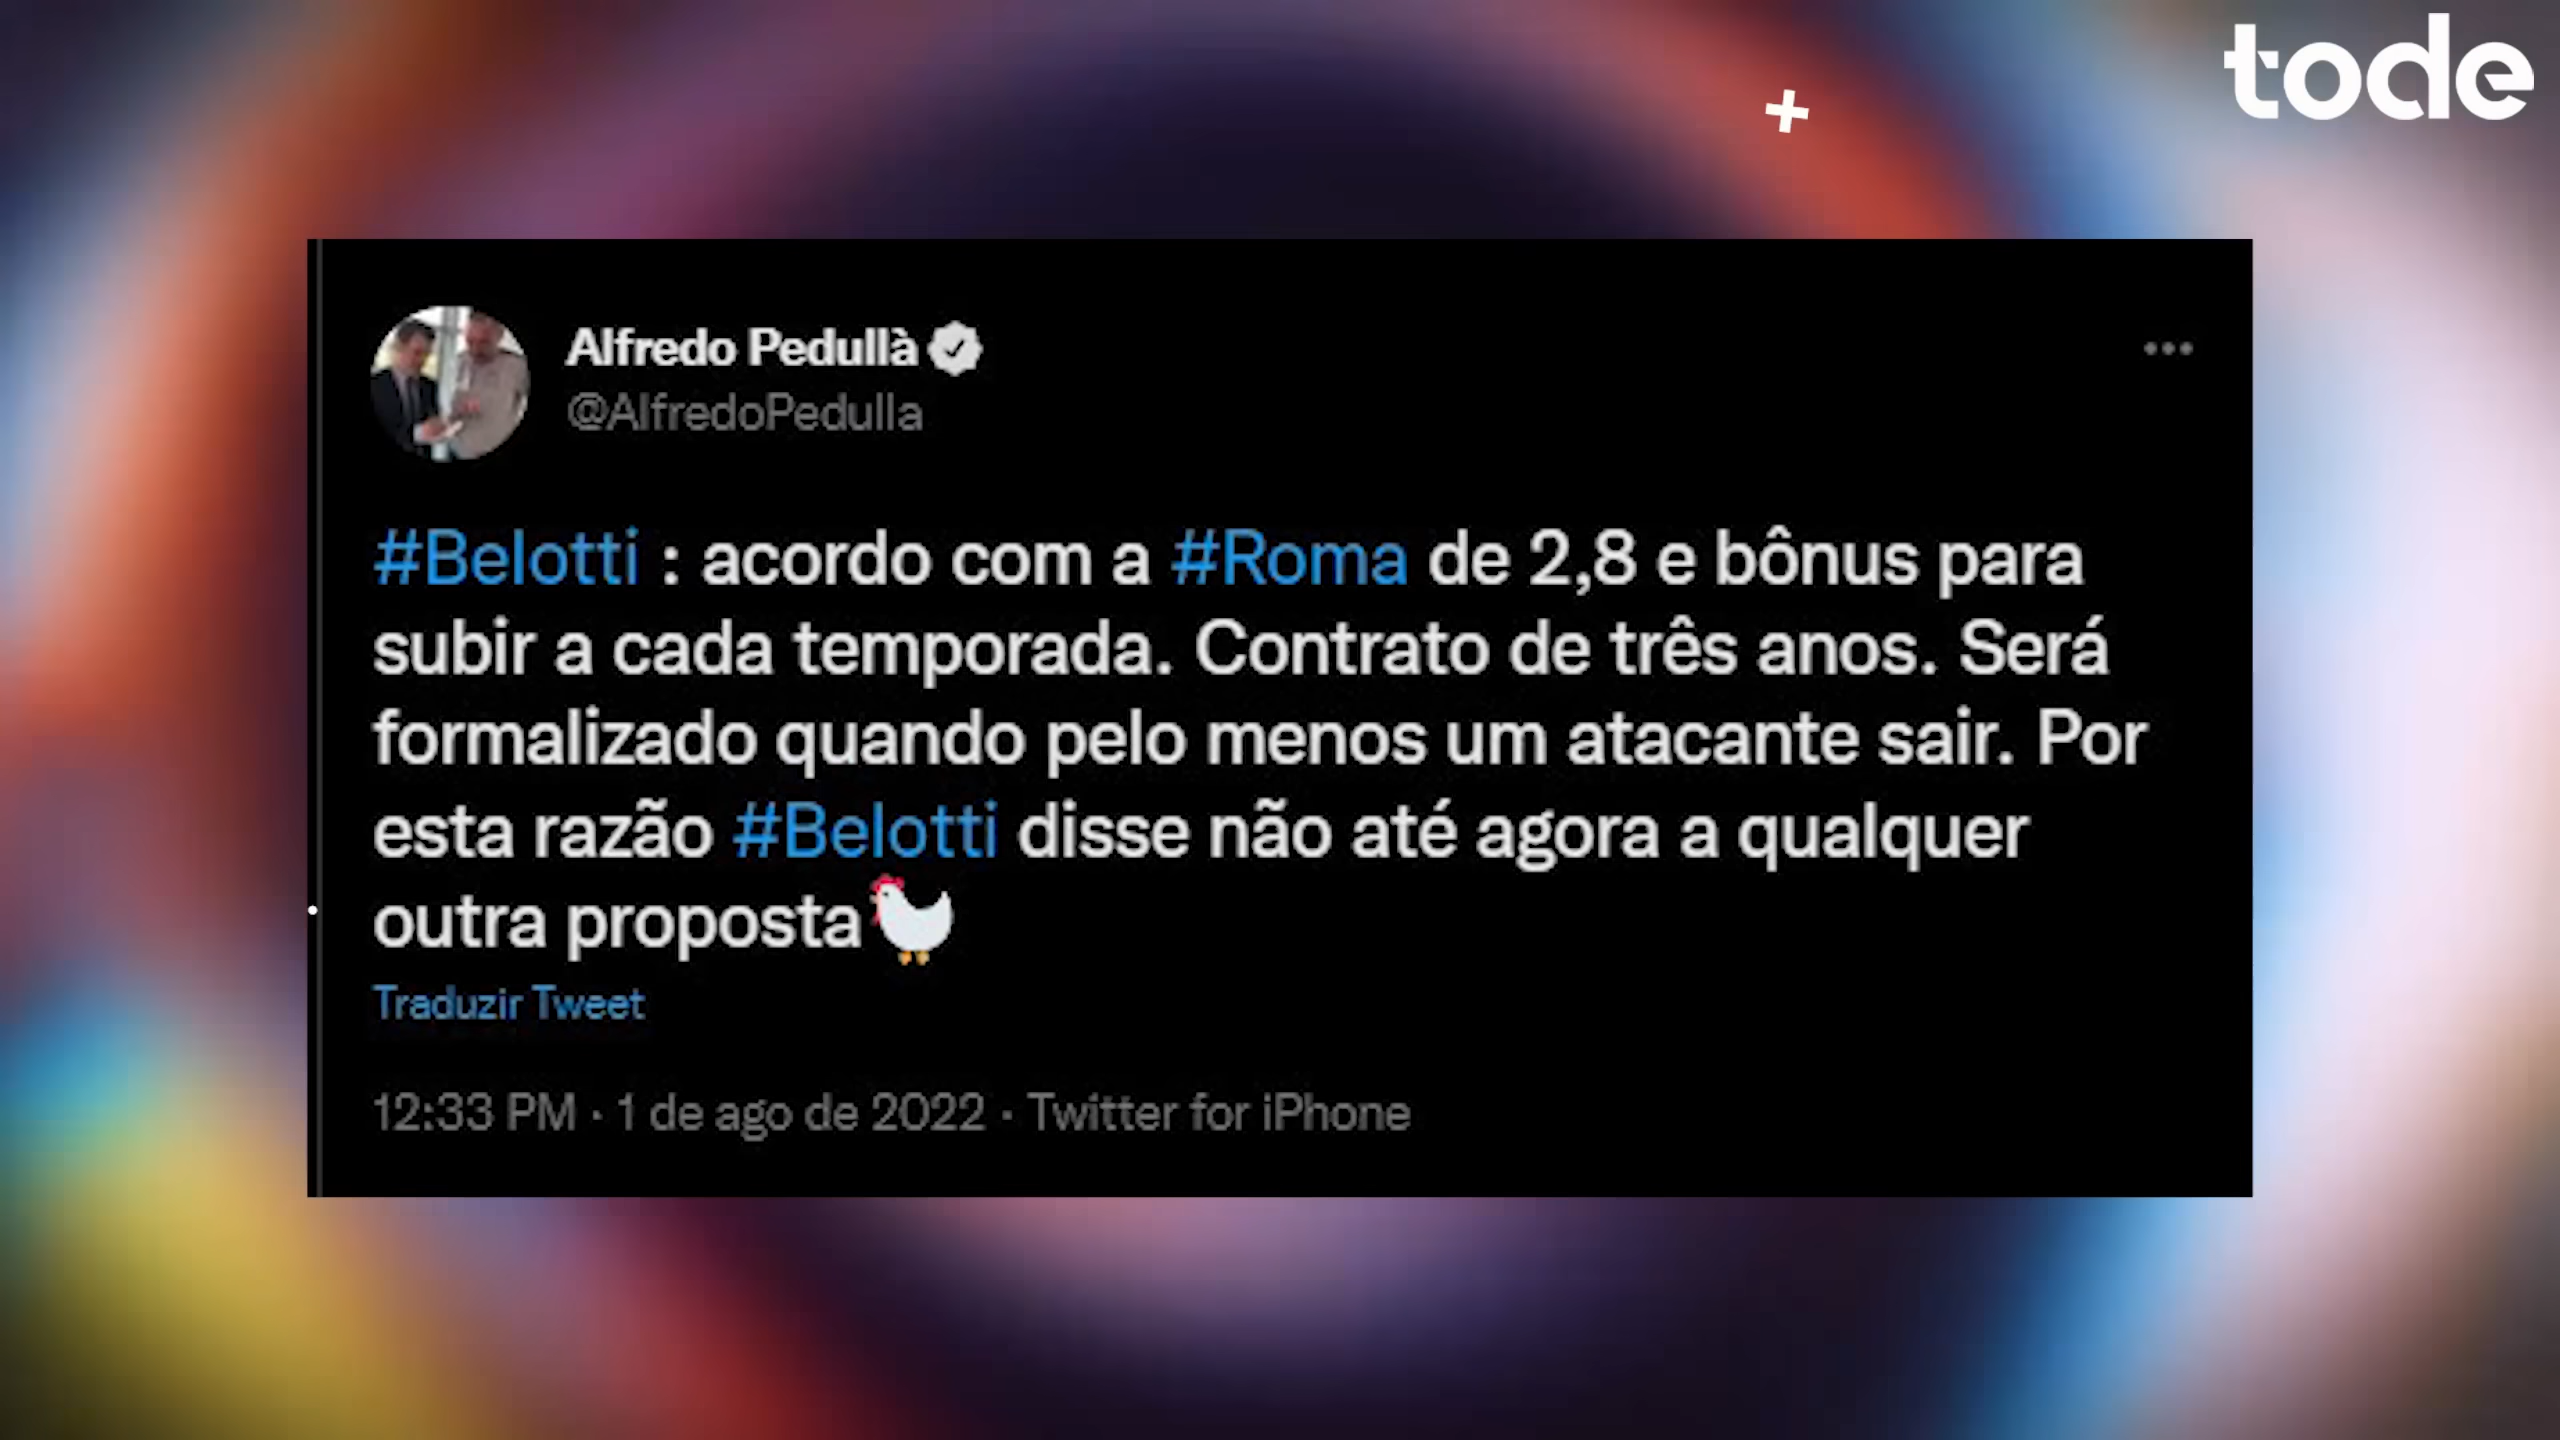 tode
Alfredo Pedullà
@AlfredoPedulla
#Belotti : acordo com a #Roma de 2,8 e bônus para
subir a cada temporada. Contrato de três anos. Será
formalizado quando pelo menos um atacante sair. Por
esta razão #Belotti disse não até agora a qualquer
outra proposta🐔
Traduzir Tweet
12:33 PM · 1 de ago de 2022 · Twitter for iPhone